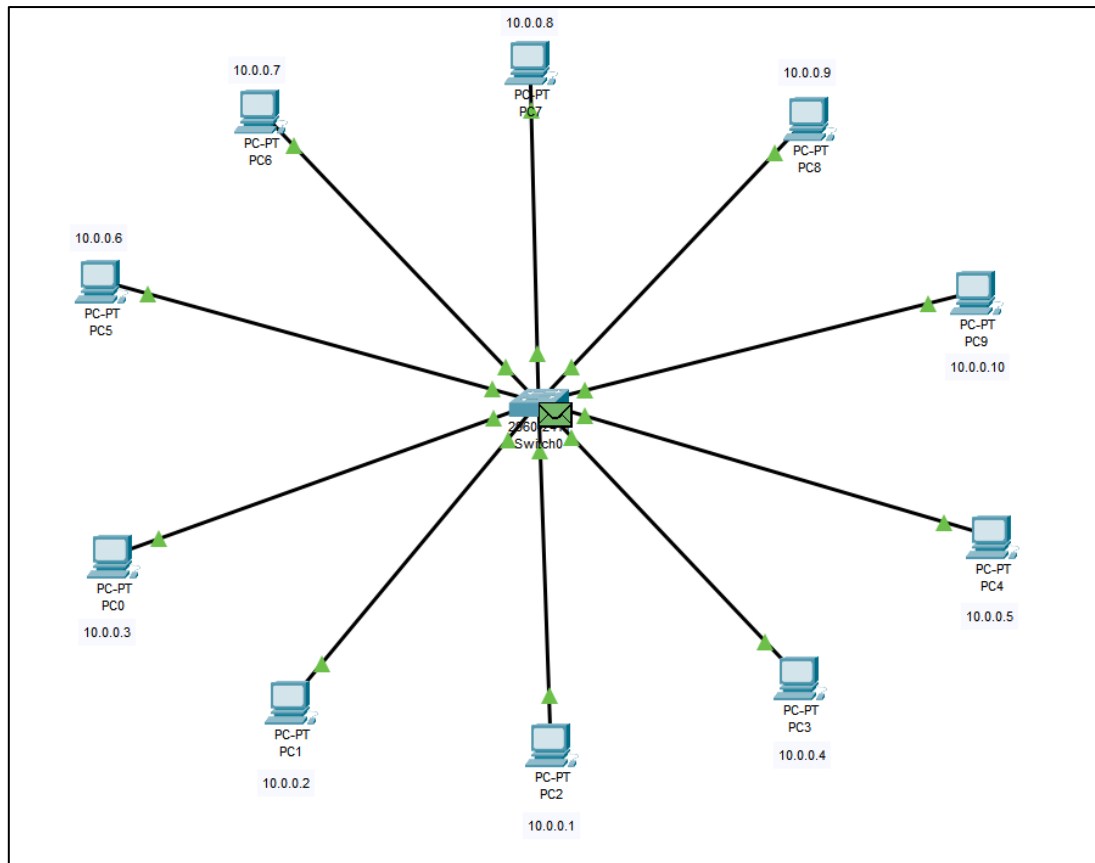 10.0.0.8
PC-PT
PC7
10.0.0.7
PC-PT
PC6
10.0.0.9
PC-PT
PC8
10.0.0.6
PC-PT
PC5
PC-PT
PC9
10.0.0.10
Switch0
PC-PT
PC0
10.0.0.3
PC-PT
PC4
10.0.0.5
PC-PT
PC1
10.0.0.2
PC-PT
PC2
10.0.0.1
PC-PT
PC3
10.0.0.4